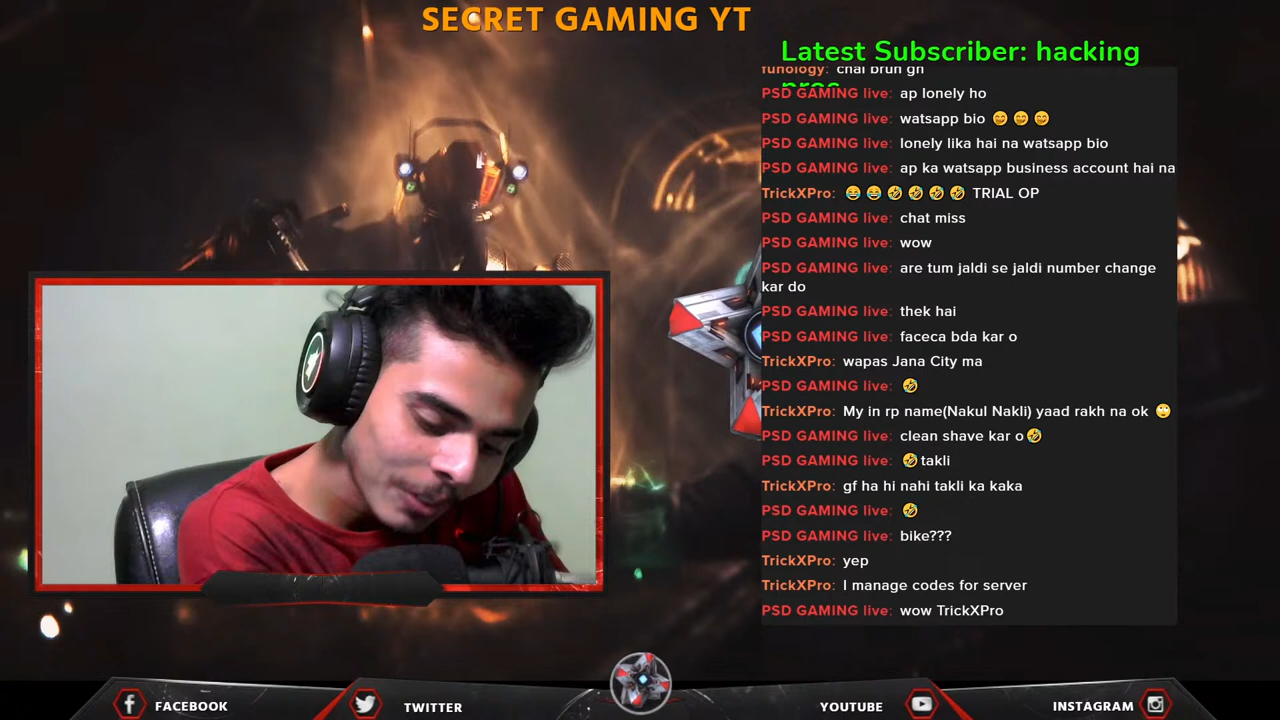 SECRET GAMING YT
Latest Subscriber: hacking
funology: chal bruh gn
PSD GAMING live: ap lonely ho
PSD GAMING live: watsapp bio 😁 😁 😁
PSD GAMING live: lonely lika hai na watsapp bio
PSD GAMING live: ap ka watsapp business account hai na
TrickXPro: 😂 😂 🤣 🤣 🤣 🤣 TRIAL OP
PSD GAMING live: chat miss
PSD GAMING live: wow
PSD GAMING live: are tum jaldi se jaldi number change
kar do
PSD GAMING live: thek hai
PSD GAMING live: faceca bda kar o
TrickXPro: wapas Jana City ma
PSD GAMING live: 🤣
TrickXPro: My in rp name(Nakul Nakli) yaad rakh na ok 🙄
PSD GAMING live: clean shave kar o🤣
PSD GAMING live: 🤣takli
TrickXPro: gf ha hi nahi takli ka kaka
PSD GAMING live: 🤣
PSD GAMING live: bike???
TrickXPro: yep
TrickXPro: I manage codes for server
PSD GAMING live: wow TrickXPro
FACEBOOK
TWITTER
YOUTUBE
INSTAGRAM